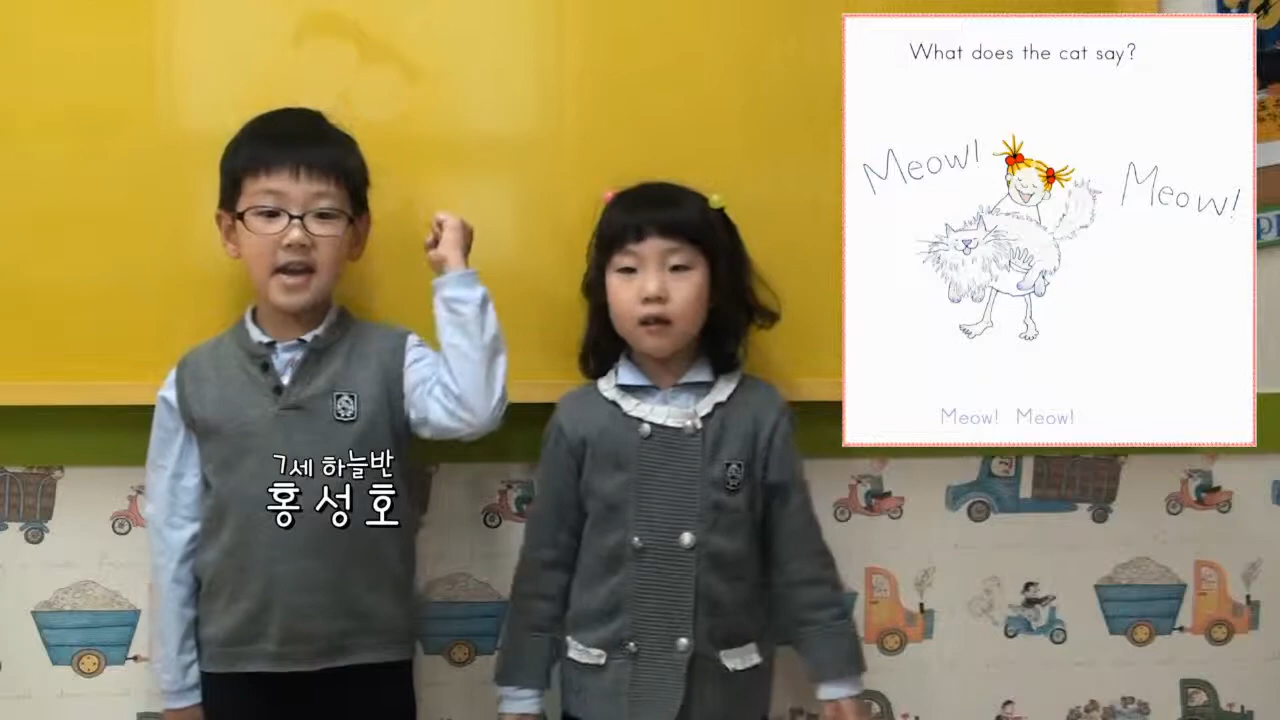 What does the cat say?
Meow!
Meow!
Meow! Meow!
7세 하늘반
홍성호